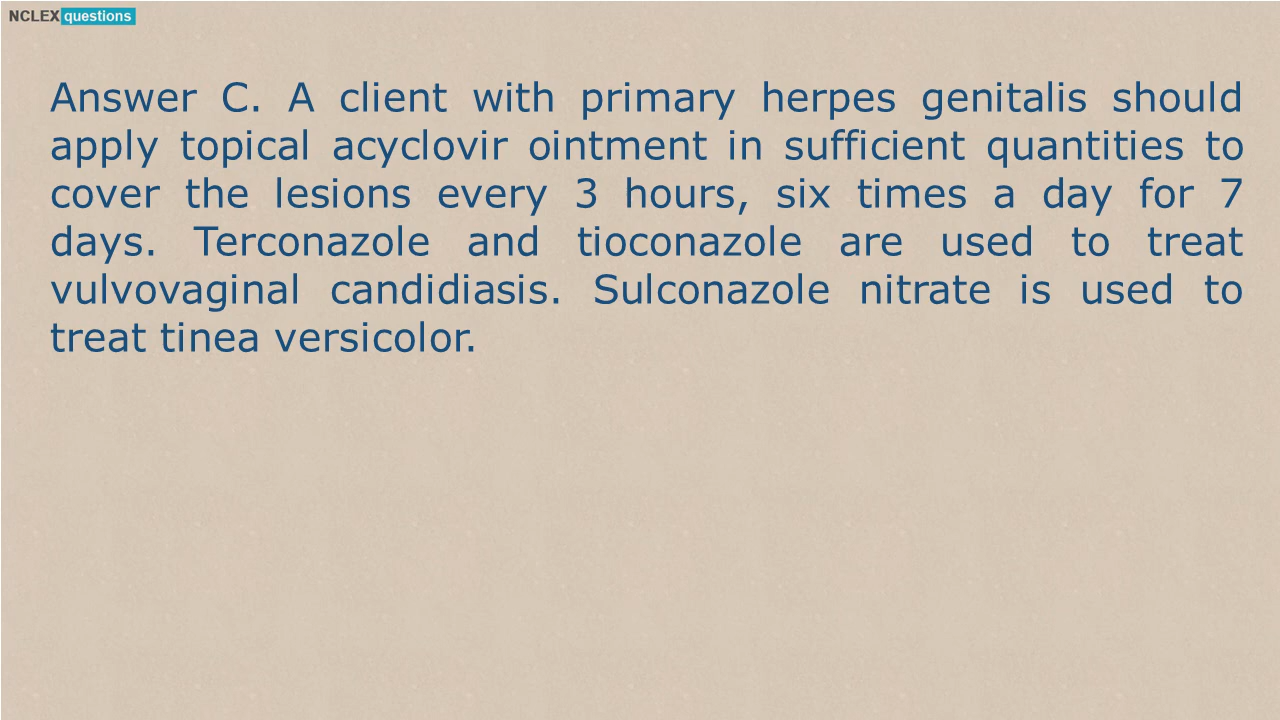 NCLEX questions
Answer C. A client with primary herpes genitalis should
apply topical acyclovir ointment in sufficient quantities to
cover the lesions every 3 hours, six times a day for 7
days. Terconazole and tioconazole are used to treat
vulvovaginal candidiasis. Sulconazole nitrate is used to
treat tinea versicolor.